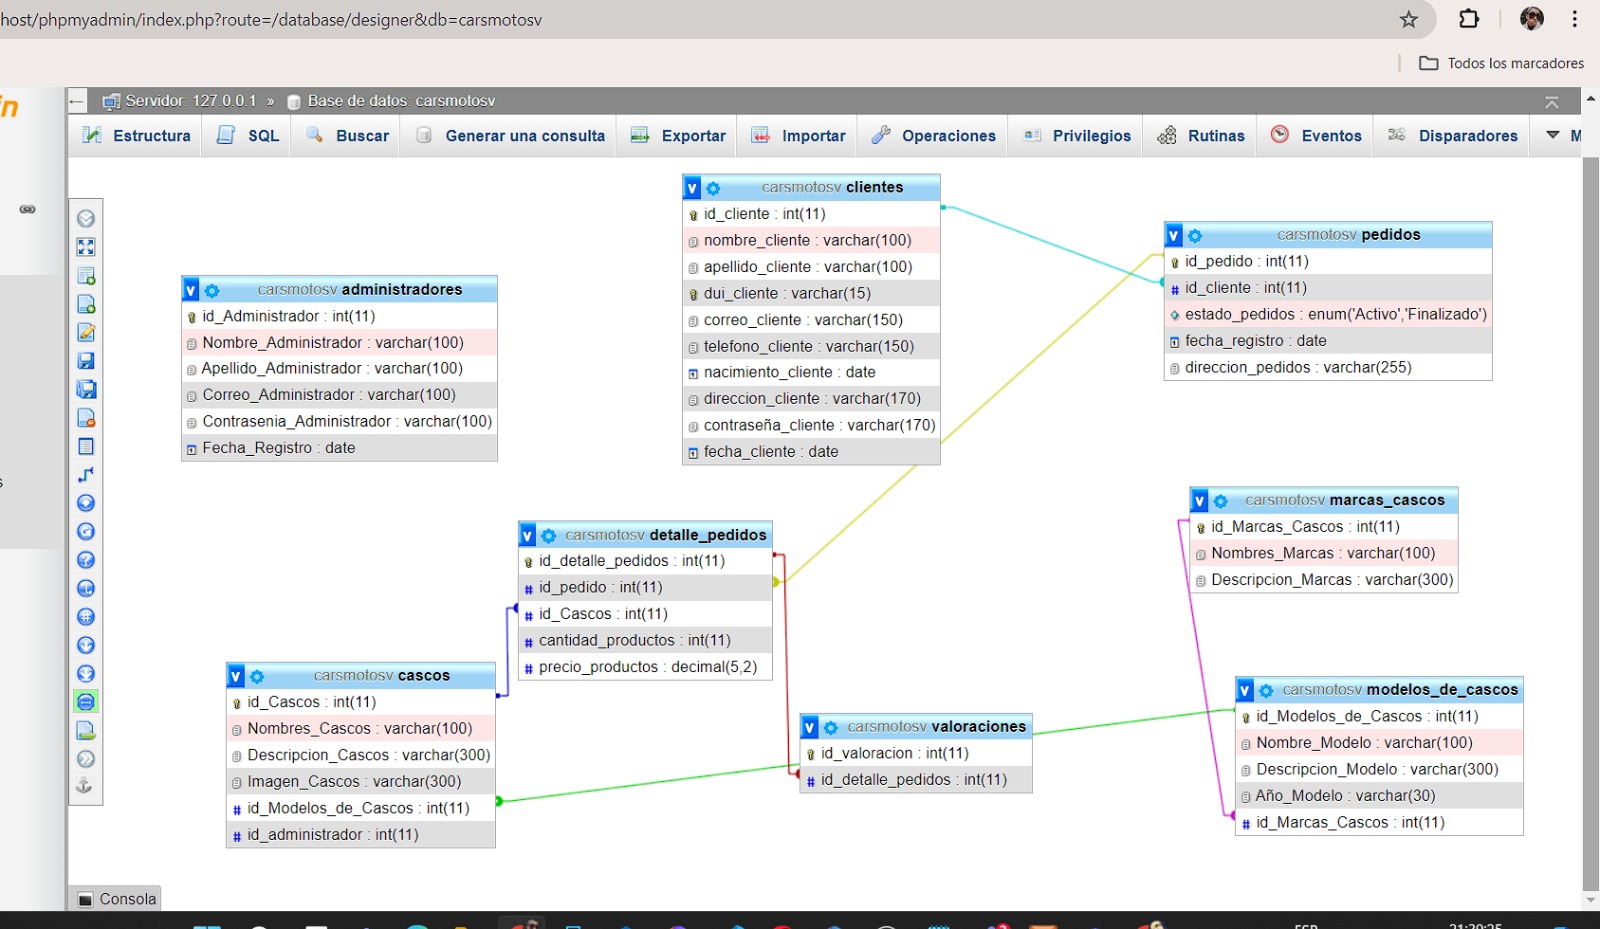 host/phpmyadmin/index.php?route=/database/designer&db=carsmotosv
Todos los marcadores
in
Servidor: 127.0.0.1 » Base de datos: carsmotosv
Estructura SQL Buscar Generar una consulta Exportar Importar Operaciones Privilegios Rutinas Eventos Disparadores M
carsmotosv clientes
id_cliente : int(11)
nombre_cliente : varchar(100)
apellido_cliente : varchar(100)
dui_cliente : varchar(15)
correo_cliente : varchar(150)
telefono_cliente : varchar(150)
nacimiento_cliente : date
direccion_cliente : varchar(170)
contraseña_cliente : varchar(170)
fecha_cliente : date
carsmotosv pedidos
id_pedido : int(11)
id_cliente : int(11)
estado_pedidos : enum('Activo','Finalizado')
fecha_registro : date
direccion_pedidos : varchar(255)
carsmotosv administradores
id_Administrador : int(11)
Nombre_Administrador : varchar(100)
Apellido_Administrador : varchar(100)
Correo_Administrador : varchar(100)
Contrasenia_Administrador : varchar(100)
Fecha_Registro : date
s
carsmotosv marcas_cascos
id_Marcas_Cascos : int(11)
Nombres_Marcas : varchar(100)
Descripcion_Marcas : varchar(300)
carsmotosv detalle_pedidos
id_detalle_pedidos : int(11)
id_pedido : int(11)
id_Cascos : int(11)
cantidad_productos : int(11)
precio_productos : decimal(5,2)
carsmotosv cascos
id_Cascos : int(11)
Nombres_Cascos : varchar(100)
Descripcion_Cascos : varchar(300)
Imagen_Cascos : varchar(300)
id_Modelos_de_Cascos : int(11)
id_administrador : int(11)
carsmotosv valoraciones
id_valoracion : int(11)
id_detalle_pedidos : int(11)
carsmotosv modelos_de_cascos
id_Modelos_de_Cascos : int(11)
Nombre_Modelo : varchar(100)
Descripcion_Modelo : varchar(300)
Año_Modelo : varchar(30)
id_Marcas_Cascos : int(11)
Consola